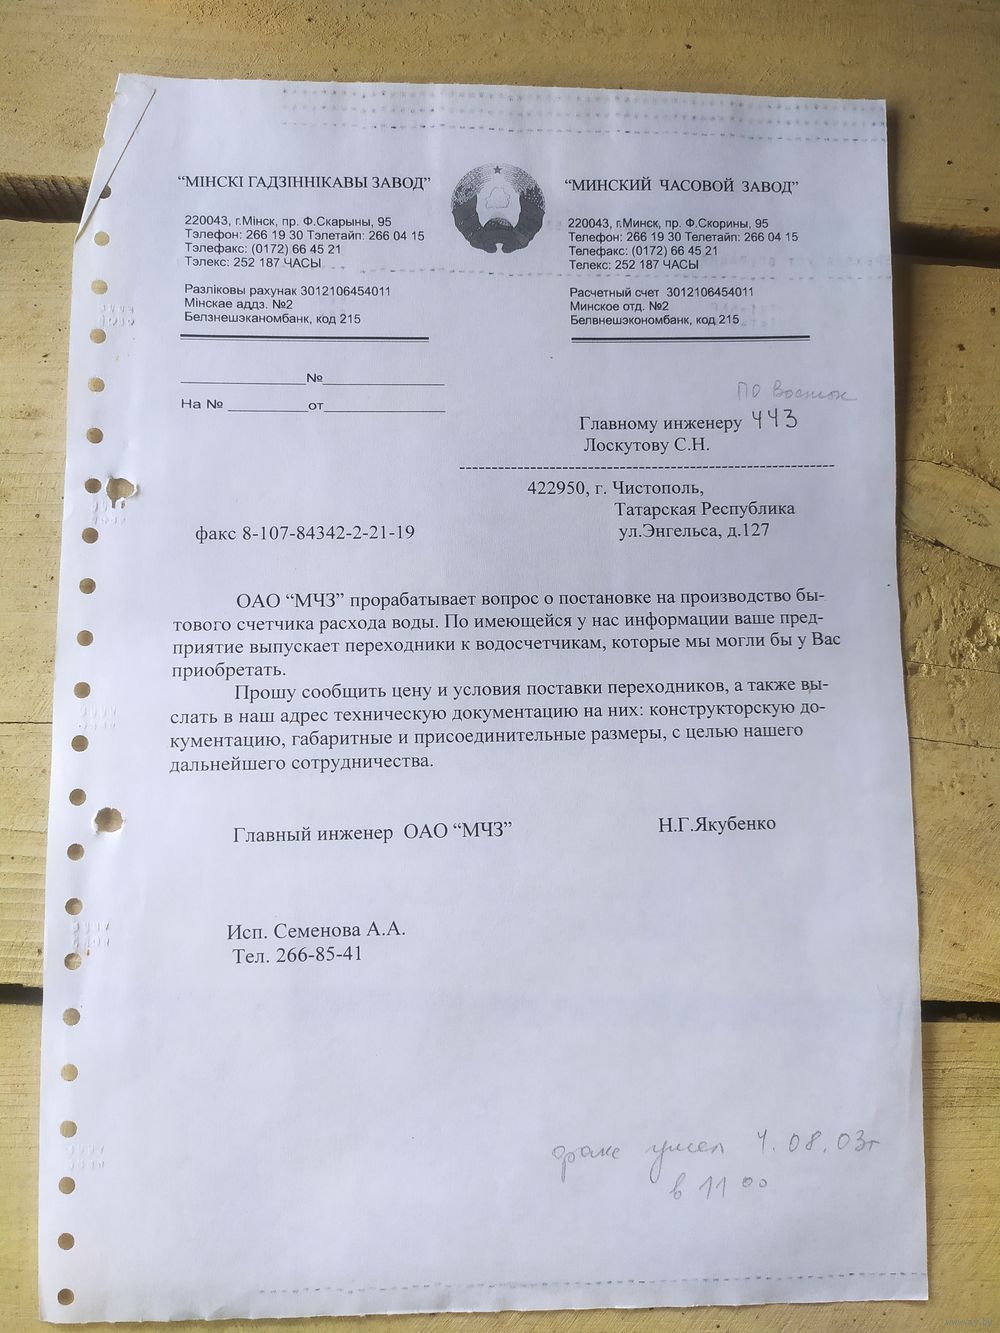 “МІНСКІ ГАДЗІННІКАВЫ ЗАВОД”
220043, г.Мінск, пр. Ф.Скарыны, 95
Тэлефон: 266 19 30 Тэлетайп: 266 04 15
Тэлефакс: (0172) 66 45 21
Тэлекс: 252 187 ЧАСЫ
Разліковы рахунак 3012106454011
Мінскае аддз. №2
Белзнешэканомбанк, код 215
“МИНСКИЙ ЧАСОВОЙ ЗАВОД”
220043, г.Минск, пр. Ф.Скорины, 95
Телефон: 266 19 30 Телетайп: 266 04 15
Телефакс: (0172) 66 45 21
Телекс: 252 187 ЧАСЫ
Расчетный счет 3012106454011
Минское отд. №2
Белвнешэкономбанк, код 215
№
На № от
ПО Восток
Главному инженеру ЧЧЗ
Лоскутову С.Н.
422950, г. Чистополь,
Татарская Республика
ул.Энгельса, д.127
факс 8-107-84342-2-21-19
ОАО “МЧЗ” прорабатывает вопрос о постановке на производство бы-
тового счетчика расхода воды. По имеющейся у нас информации ваше пред-
приятие выпускает переходники к водосчетчикам, которые мы могли бы у Вас
приобретать.
Прошу сообщить цену и условия поставки переходников, а также вы-
слать в наш адрес техническую документацию на них: конструкторскую до-
кументацию, габаритные и присоединительные размеры, с целью нашего
дальнейшего сотрудничества.
Главный инженер ОАО “МЧЗ” Н.Г.Якубенко
Исп. Семенова А.А.
Тел. 266-85-41
факс ушел 4.08.03г
в 11 00
www.ay.by